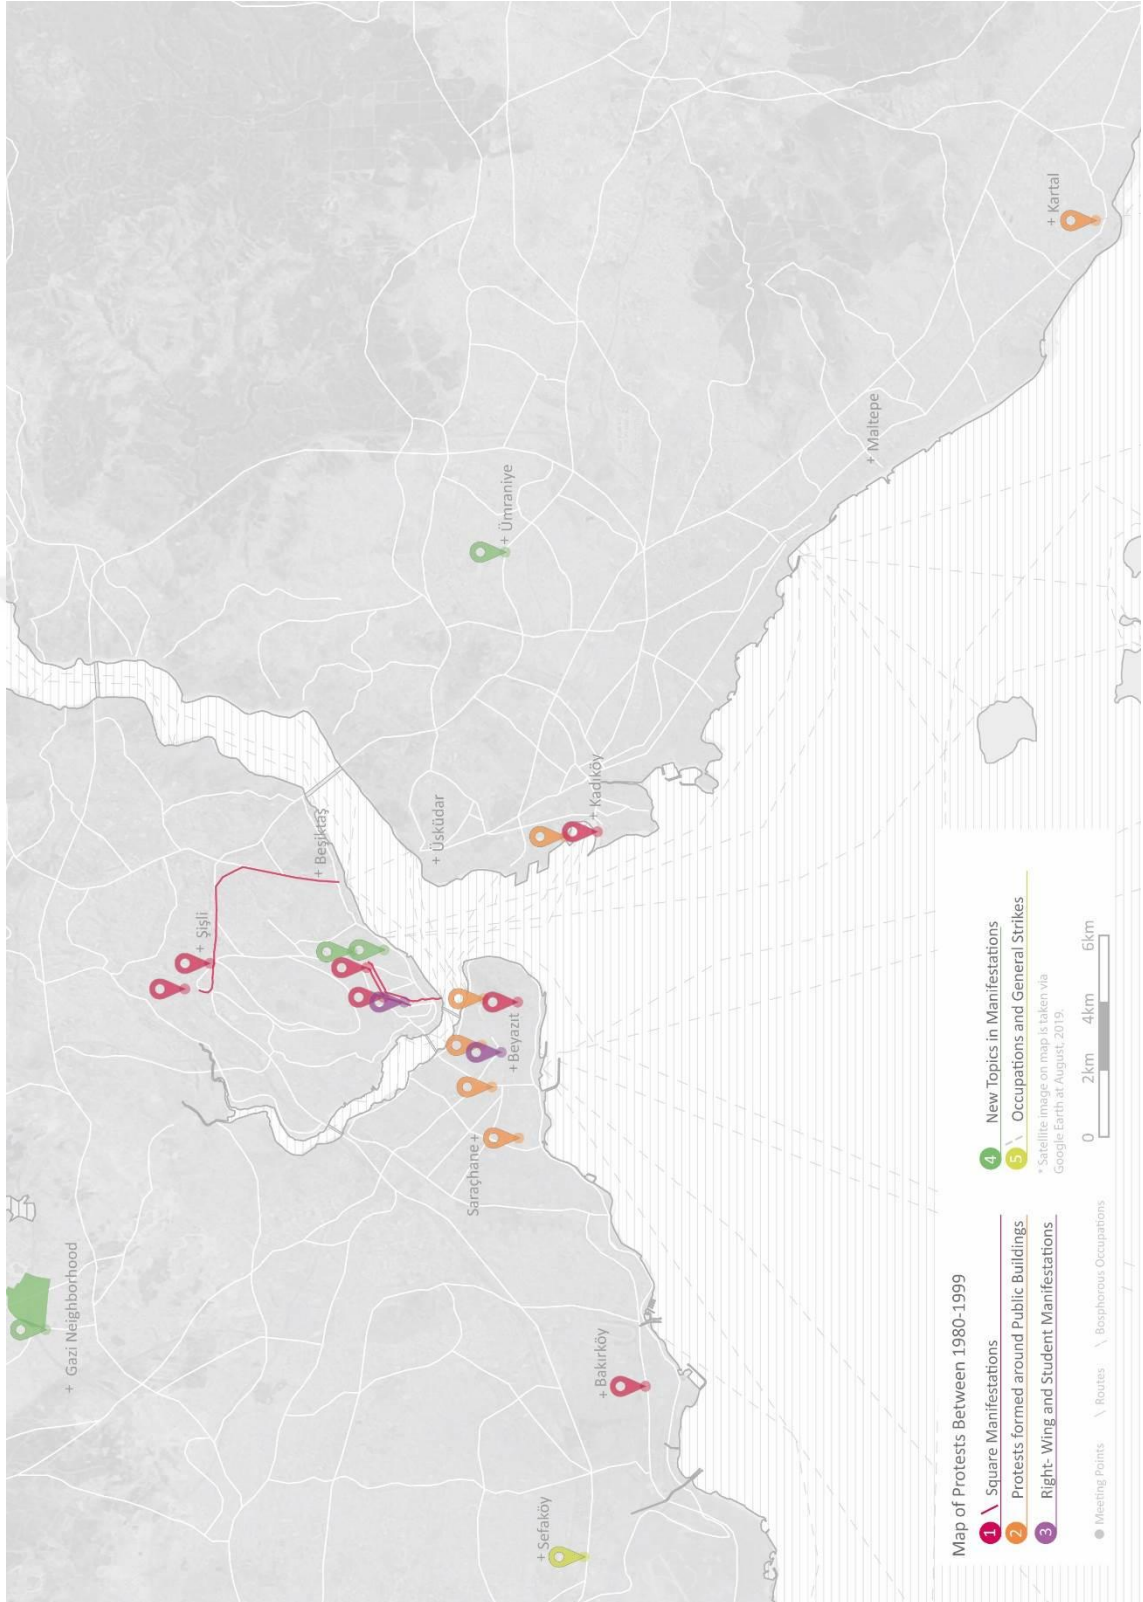 + Gazi Neighborhood
+ Şişli
+ Beşiktaş
+ Üsküdar
+ Ümraniye
Saraçhane+
+Beyazıt
+ Sefaköy
+ Bakırköy
+ Kadıköy
+ Maltepe
+ Kartal
Map of Protests Between 1980-1999
1 Square Manifestations
2 Protests formed around Public Buildings
3 Right- Wing and Student Manifestations
4 New Topics in Manifestations
5 Occupations and General Strikes
* Satellite image on map is taken via
Google Earth at August, 2019.
Meeting Points
Routes
Bosphorous Occupations
0 2km 4km 6km